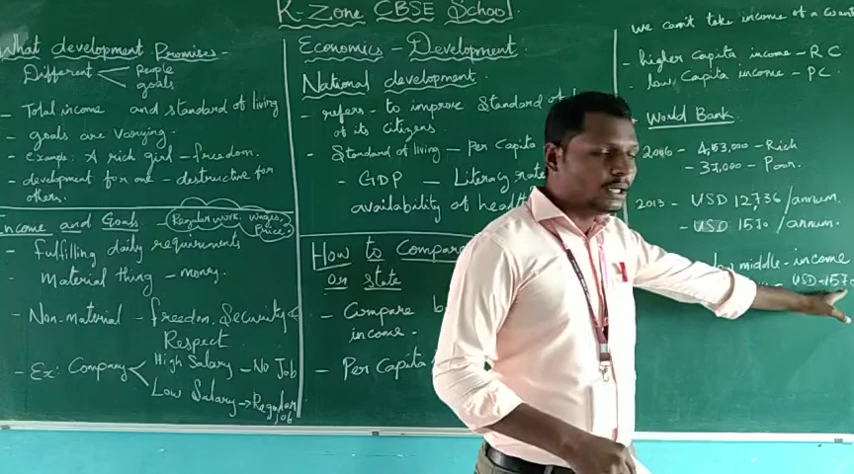 K-Zone CBSE School
What development Promises -
Different
People
goals
- Total income and standard of living
- goals are varying.
- Example: A rich girl - freedom.
- development for one - destructive for
others.
Income and Goals - Regular work, wages,
Prices
- fulfilling daily requirements
Material thing - money.
- Non-material - freedom, Security &
Respect
- Ex: Company
High Salary - No Job
Low Salary -> Regular
job
Economics - Development
National development.
- refers - to improve Standard of
of its citizens
- Standard of living - Per Capita
GDP - Literacy rate
availability of
How to Compare
or state
- Compare
income.
- Per Capita
we can't take income of a
- higher Capita income - R C
- low Capita income - PC.
- World Bank.
2006 - 4,53,000 - Rich
- 37,000 - Poor.
2013 - USD 12,736/annum.
- USD 1570/annum.
middle-income
- USD-157